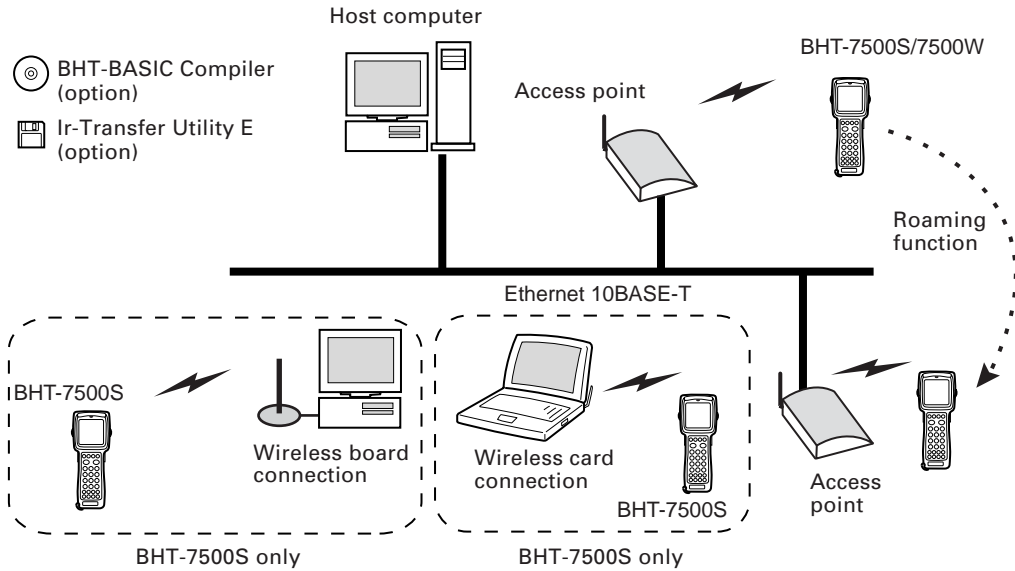 Host computer
BHT-BASIC Compiler
(option)
Ir-Transfer Utility E
(option)
Access point
BHT-7500S/7500W
Roaming
function
Ethernet 10BASE-T
BHT-7500S
Wireless board
connection
BHT-7500S only
Wireless card
connection
BHT-7500S
BHT-7500S only
Access
point